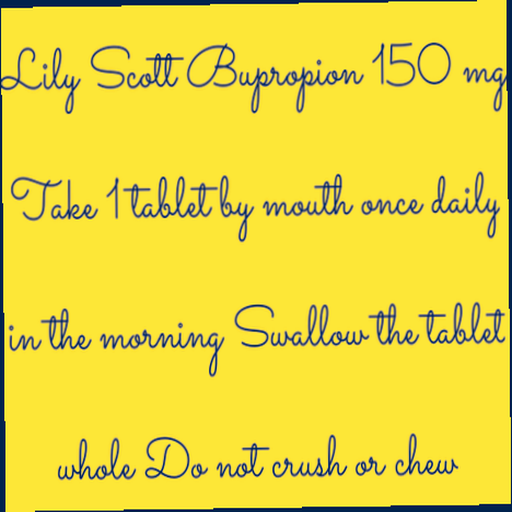 Lily Scott Bupropion 150 mg
Take 1 tablet by mouth once daily
in the morning Swallow the tablet
whole Do not crush or chew